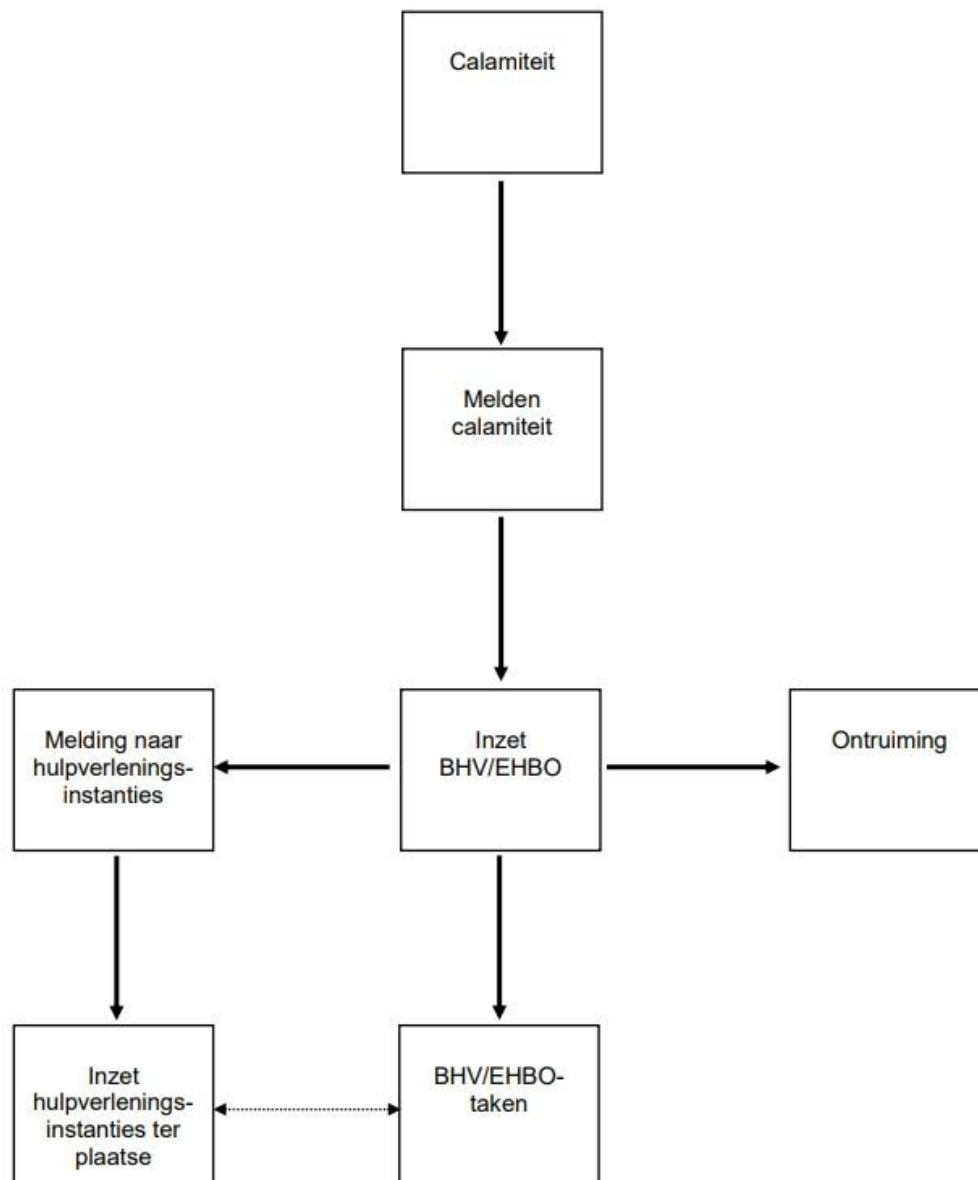 Calamiteit
Melden
calamiteit
Melding naar
hulpverlenings-
instanties
Inzet
BHV/EHBO
Ontruiming
Inzet
hulpverlenings-
instanties ter
plaatse
BHV/EHBO-
taken